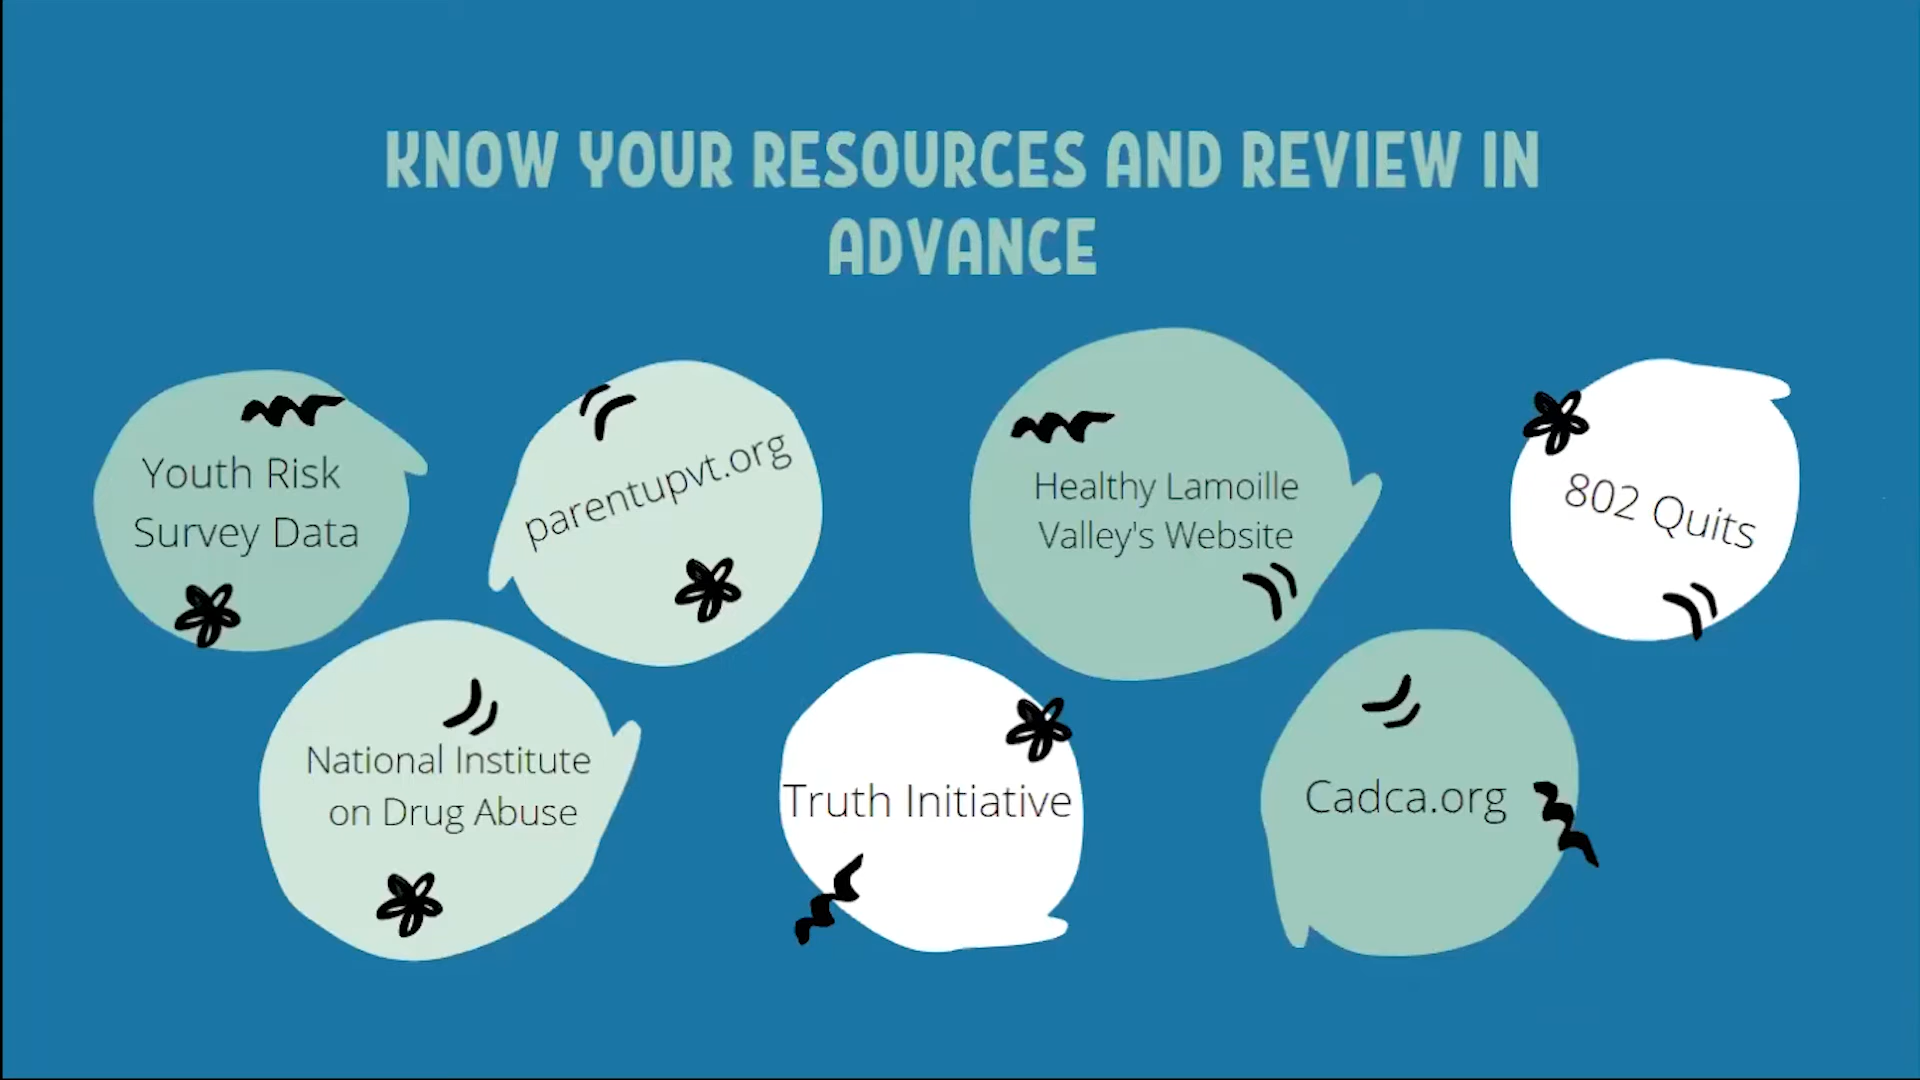 KNOW YOUR RESOURCES AND REVIEW IN
ADVANCE
Youth Risk
Survey Data
parentupvt.org
Healthy Lamoille
Valley's Website
802 Quits
National Institute
on Drug Abuse
Truth Initiative
Cadca.org